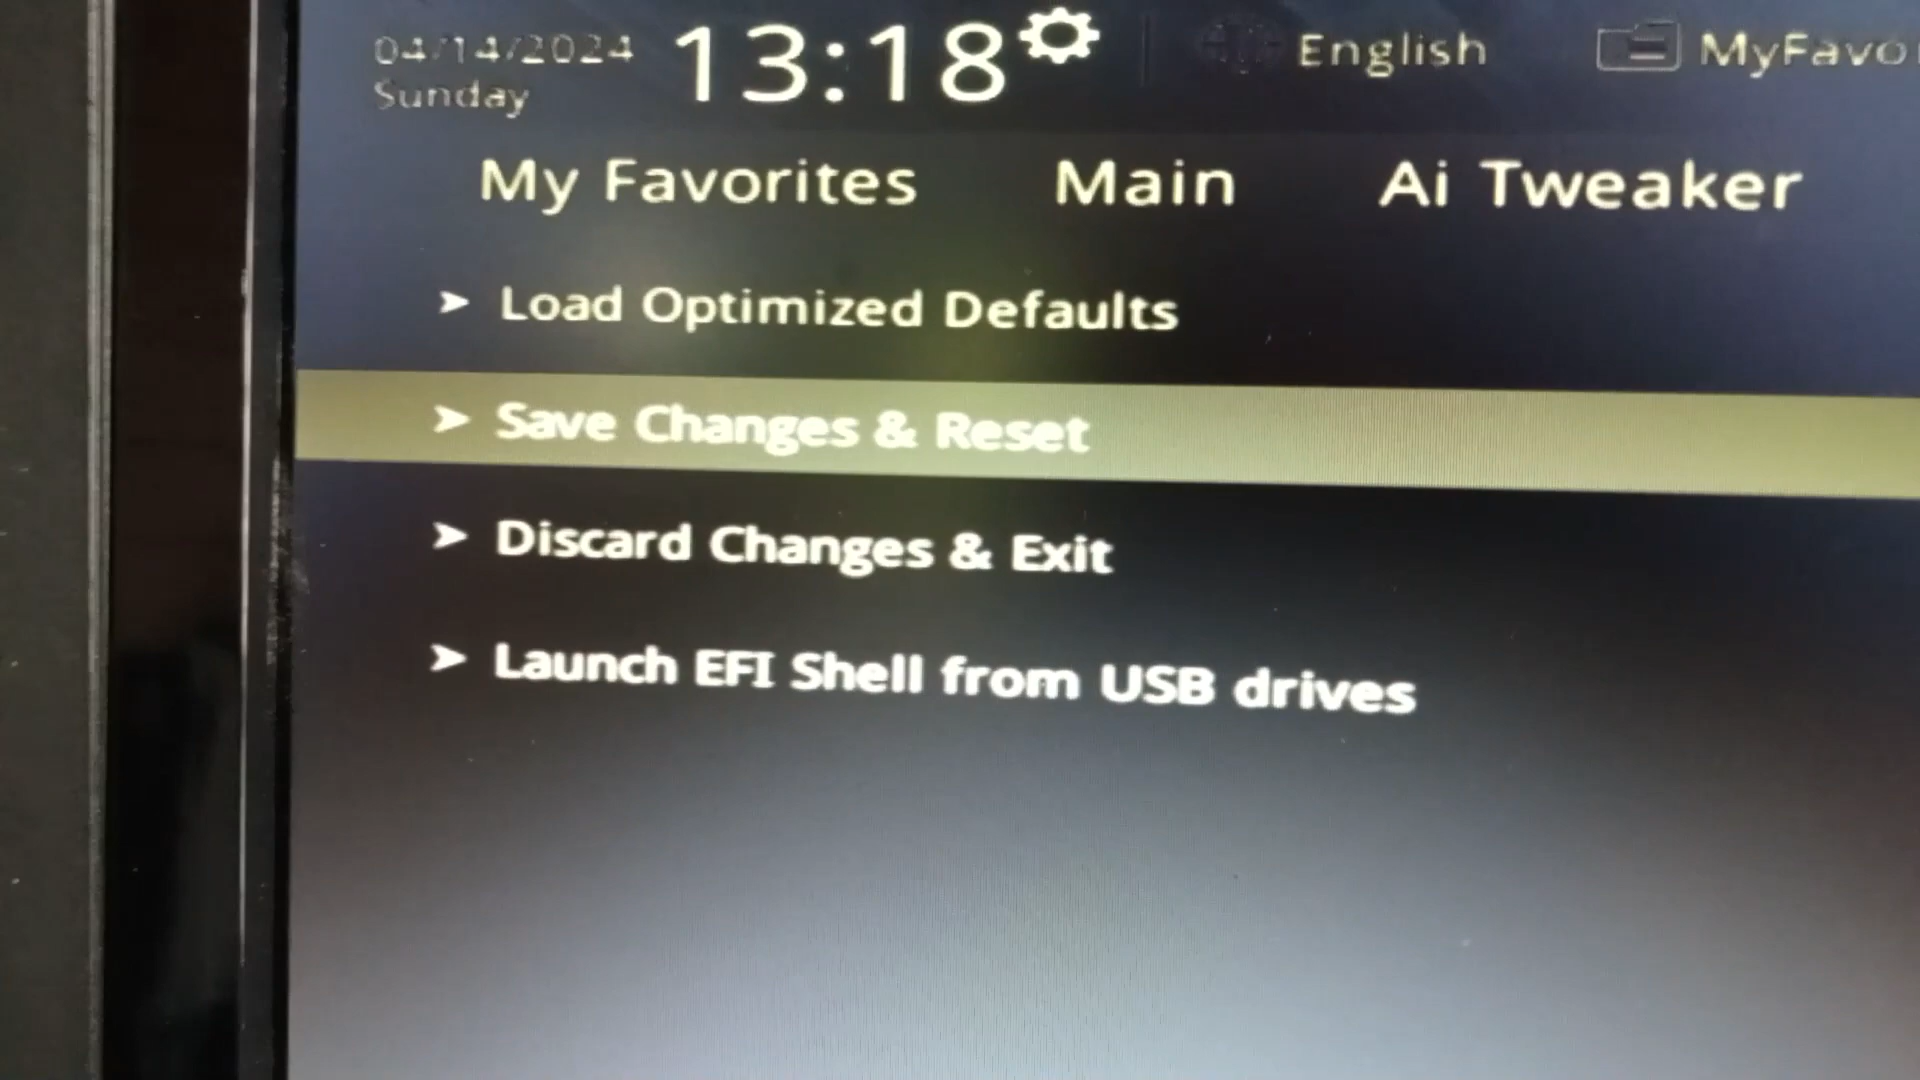 04/14/2024
Sunday
13:18
English
MyFavo
My Favorites Main Ai Tweaker
Load Optimized Defaults
Save Changes & Reset
Discard Changes & Exit
Launch EFI Shell from USB drives